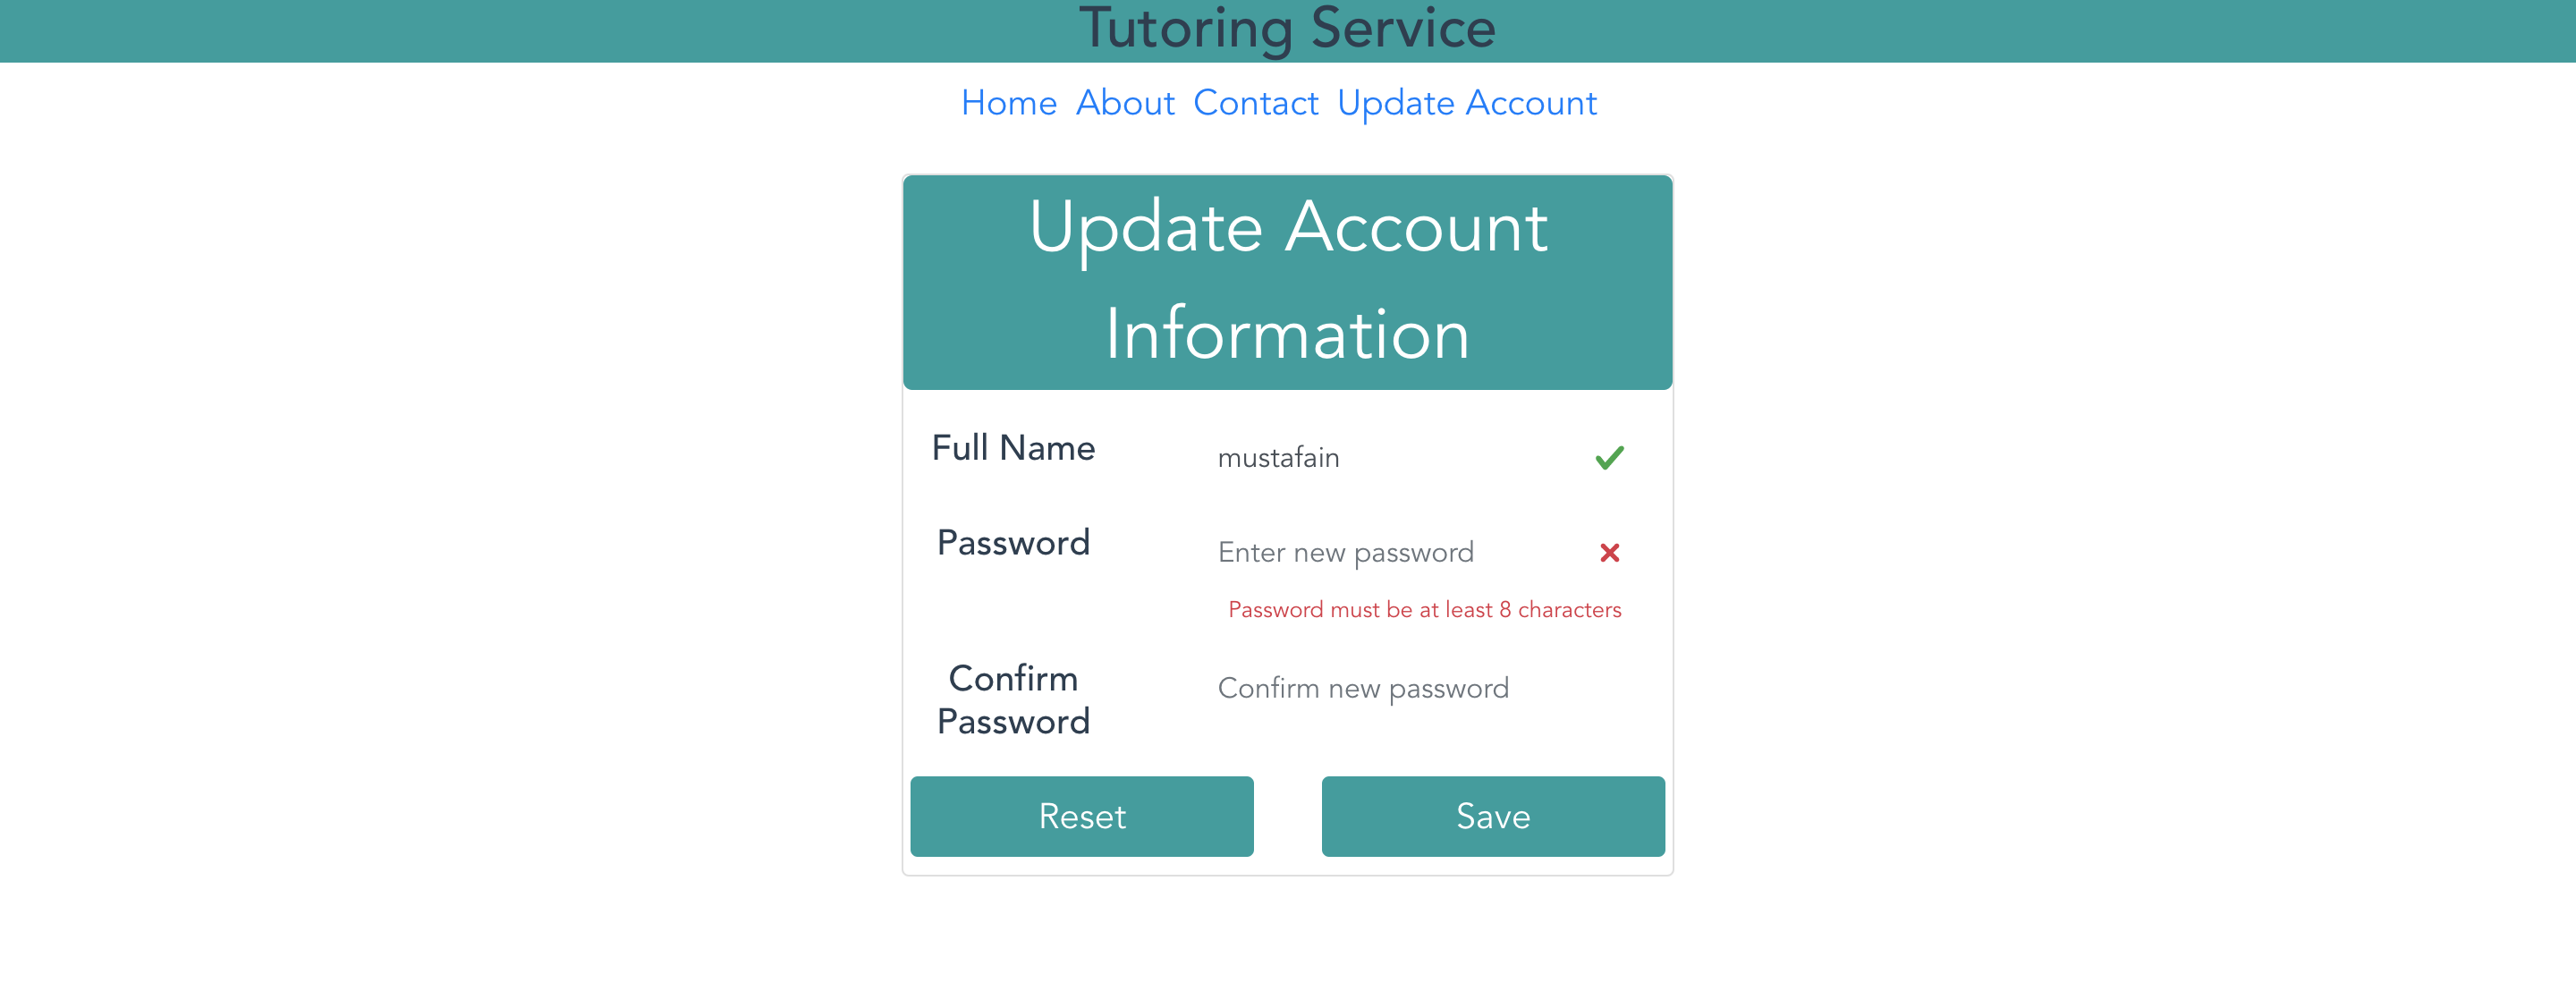 Tutoring Service
Home About Contact Update Account
Update Account
Information
Full Name mustafain
Password Enter new password
Password must be at least 8 characters
Confirm Confirm new password
Password
Reset Save